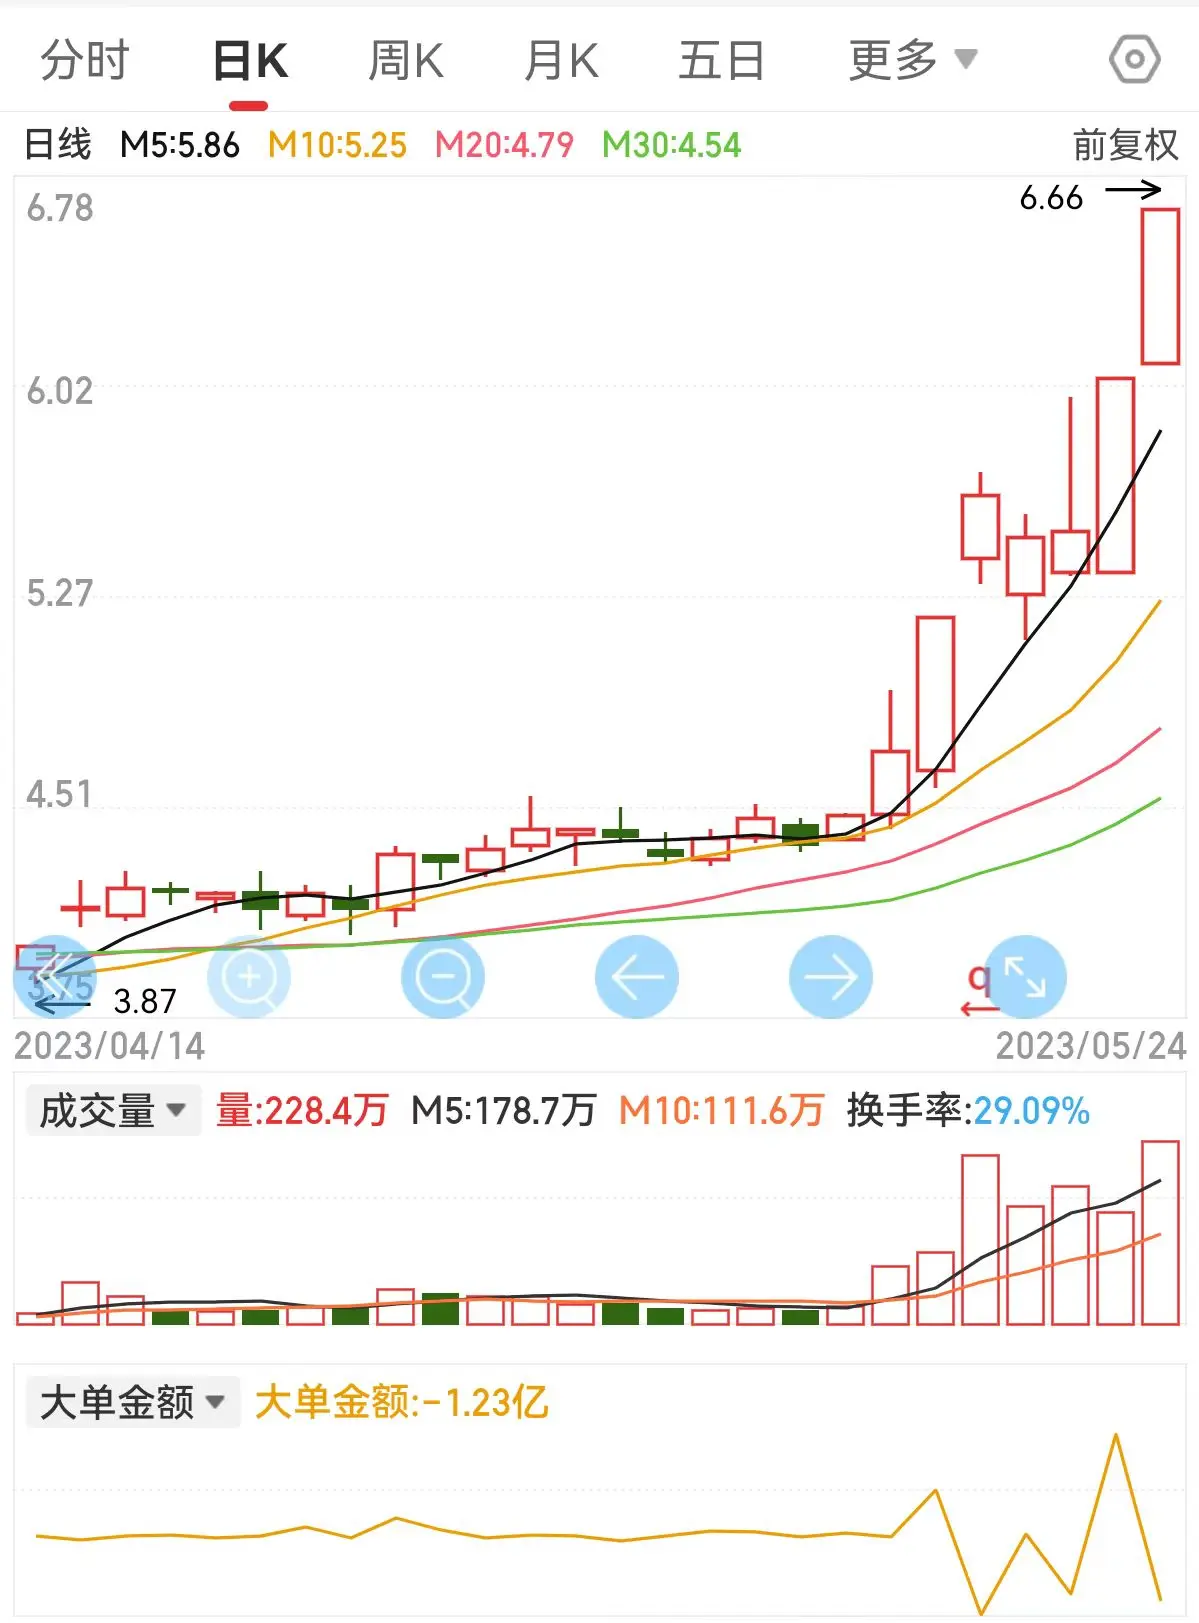 分时 日K 周K 月K 五日 更多
日线 M5:5.86 M10:5.25 M20:4.79 M30:4.54 前复权
6.78
6.66
6.02
5.27
4.51
q
3.75
3.87
2023/04/14 2023/05/24
成交量 量:228.4万 M5:178.7万 M10:111.6万 换手率:29.09%
大单金额 大单金额:-1.23亿